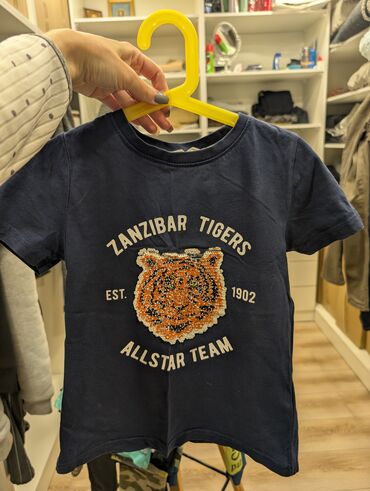 ZANZIBAR TIGERS
EST. 1902
ALLSTAR TEAM